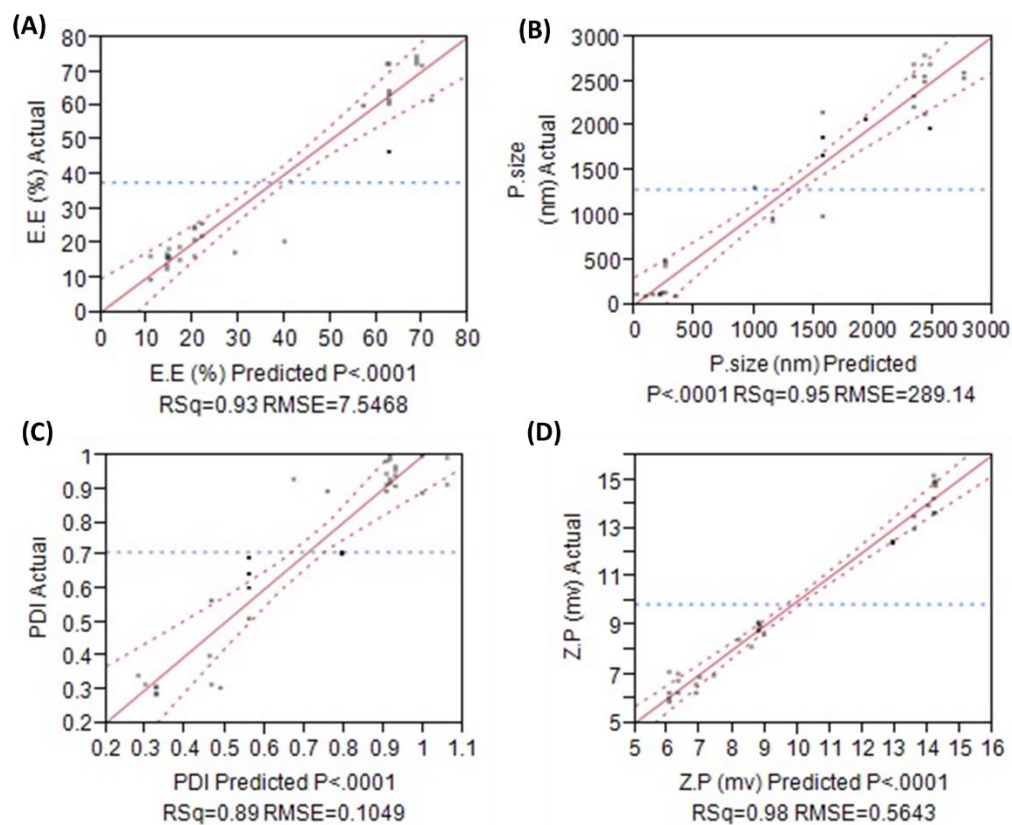 (A)
80
70
60
50
40
30
20
10
0
E.E (%) Actual
0 10 20 30 40 50 60 70 80
E.E (%) Predicted P<.0001
RSq=0.93 RMSE=7.5468
(B)
3000
2500
2000
1500
1000
500
0
P.size
(nm) Actual
0 500 1000 1500 2000 2500 3000
P.size (nm) Predicted
P<.0001 RSq=0.95 RMSE=289.14
(C)
1
0.9
0.8
0.7
0.6
0.5
0.4
0.3
0.2
PDI Actual
0.2 0.3 0.4 0.5 0.6 0.7 0.8 0.9 1 1.1
PDI Predicted P<.0001
RSq=0.89 RMSE=0.1049
(D)
15
13
11
9
7
5
Z.P (mv) Actual
5 6 7 8 9 10 11 12 13 14 15 16
Z.P (mv) Predicted P<.0001
RSq=0.98 RMSE=0.5643